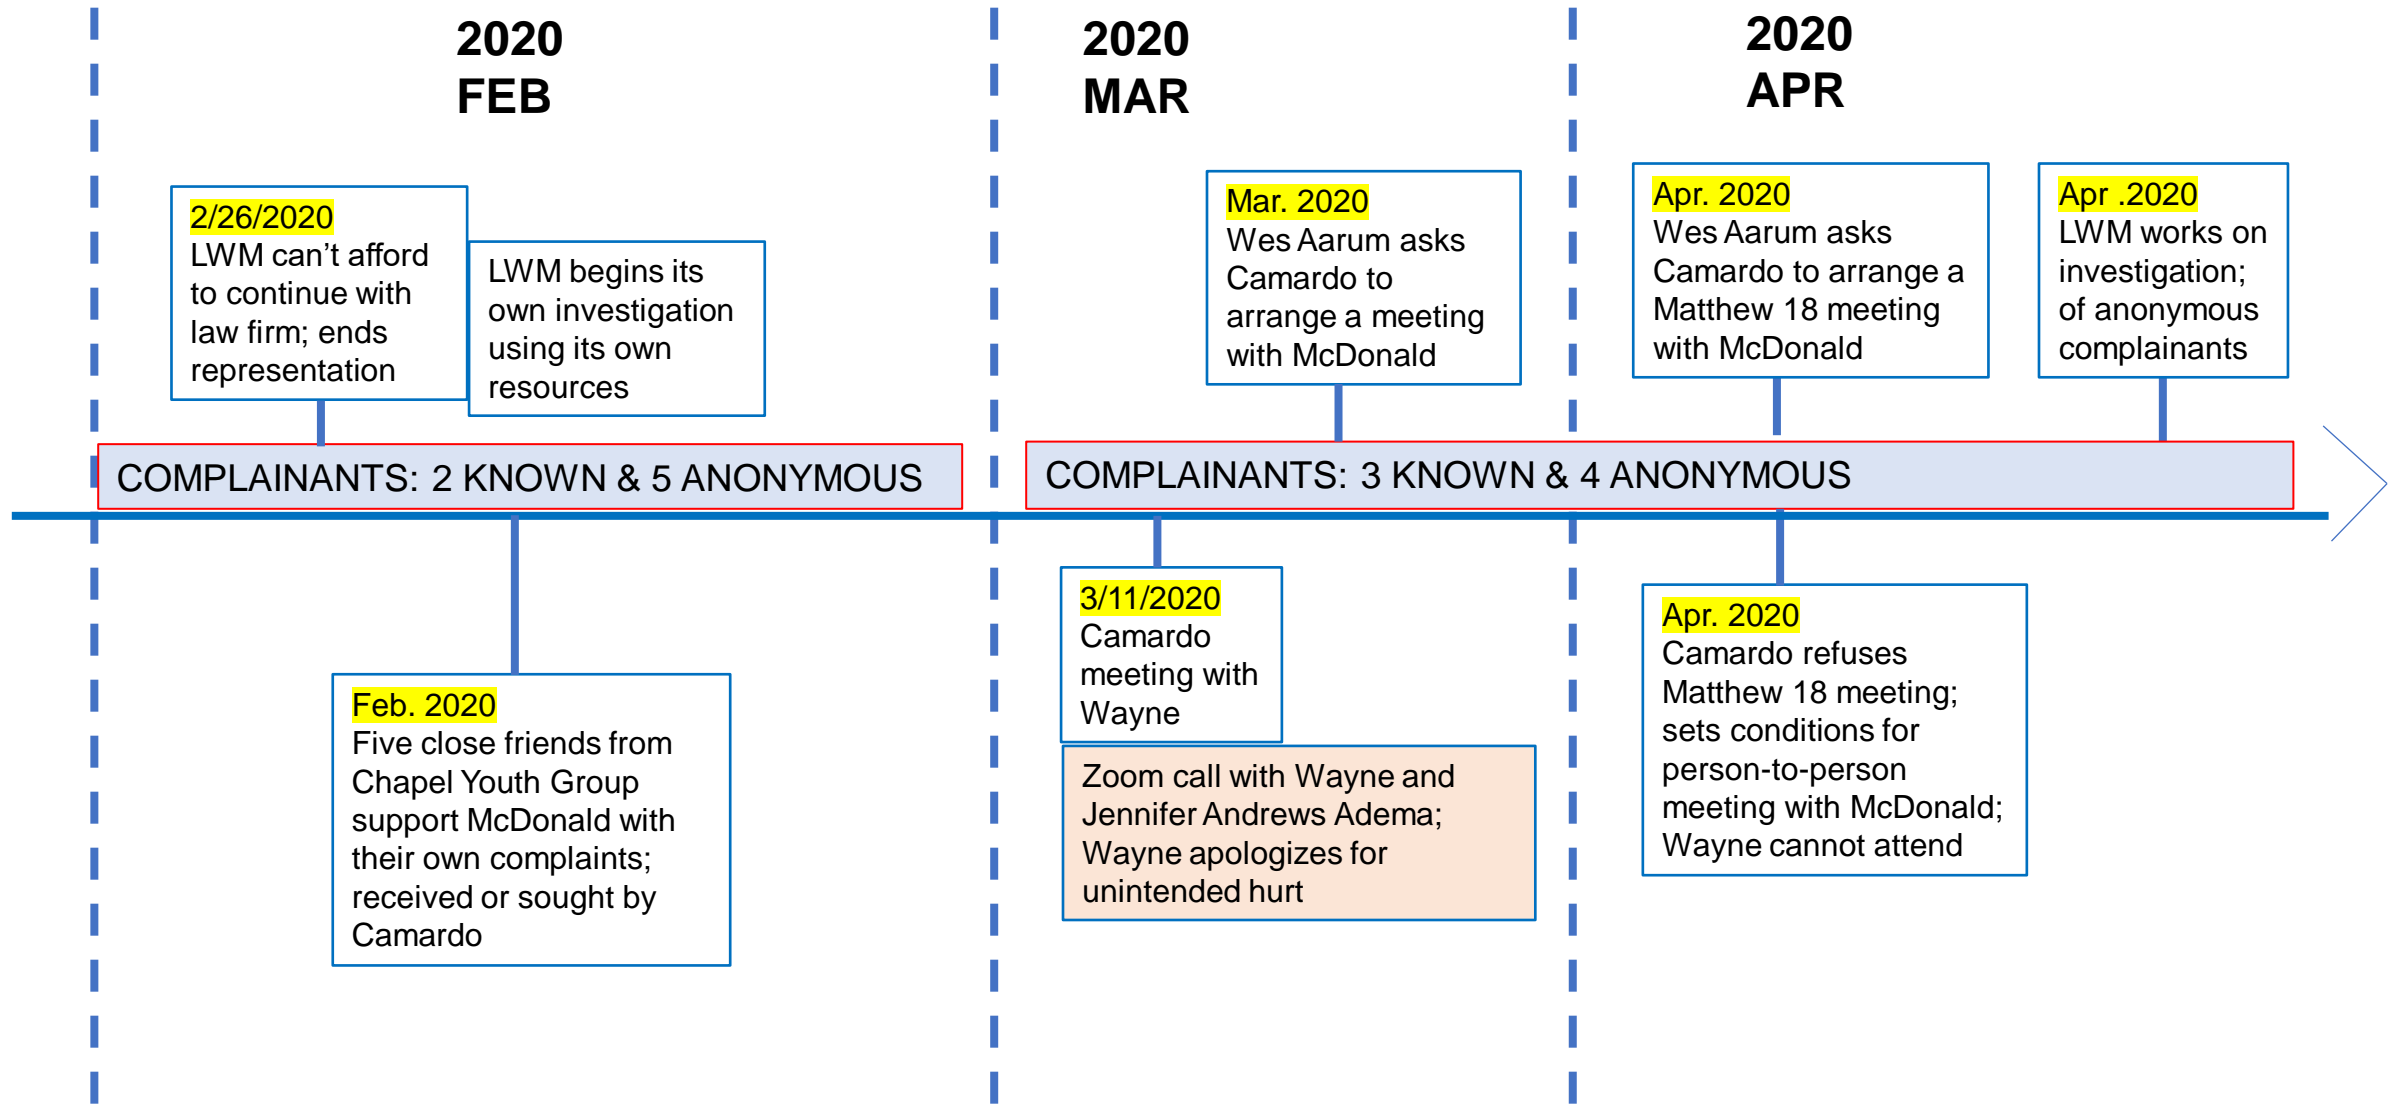 2020
FEB
2020
MAR
2020
APR
2/26/2020
LWM can’t afford
to continue with
law firm; ends
representation
LWM begins its
own investigation
using its own
resources
Mar. 2020
Wes Aarum asks
Camardo to
arrange a meeting
with McDonald
Apr. 2020
Wes Aarum asks
Camardo to arrange a
Matthew 18 meeting
with McDonald
Apr .2020
LWM works on
investigation;
of anonymous
complainants
COMPLAINANTS: 2 KNOWN & 5 ANONYMOUS
COMPLAINANTS: 3 KNOWN & 4 ANONYMOUS
Feb. 2020
Five close friends from
Chapel Youth Group
support McDonald with
their own complaints;
received or sought by
Camardo
3/11/2020
Camardo
meeting with
Wayne
Zoom call with Wayne and
Jennifer Andrews Adema;
Wayne apologizes for
unintended hurt
Apr. 2020
Camardo refuses
Matthew 18 meeting;
sets conditions for
person-to-person
meeting with McDonald;
Wayne cannot attend